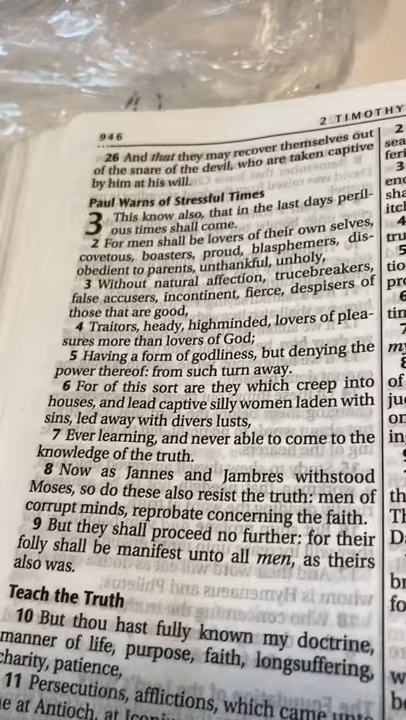 946
2 TIMOTHY
26 And that they may recover themselves out
of the snare of the devil, who are taken captive
by him at his will.
Paul Warns of Stressful Times
3 This know also, that in the last days peril-
ous times shall come.
2 For men shall be lovers of their own selves,
covetous, boasters, proud, blasphemers, dis-
obedient to parents, unthankful, unholy,
3 Without natural affection, trucebreakers,
false accusers, incontinent, fierce, despisers of
those that are good,
4 Traitors, heady, highminded, lovers of plea-
sures more than lovers of God;
5 Having a form of godliness, but denying the
power thereof: from such turn away.
6 For of this sort are they which creep into
houses, and lead captive silly women laden with
sins, led away with divers lusts,
7 Ever learning, and never able to come to the
knowledge of the truth.
8 Now as Jannes and Jambres withstood
Moses, so do these also resist the truth: men of
corrupt minds, reprobate concerning the faith.
9 But they shall proceed no further: for their
folly shall be manifest unto all men, as theirs
also was.
Teach the Truth
10 But thou hast fully known my doctrine,
manner of life, purpose, faith, longsuffering,
charity, patience,
11 Persecutions, afflictions, which came
at Antioch, at